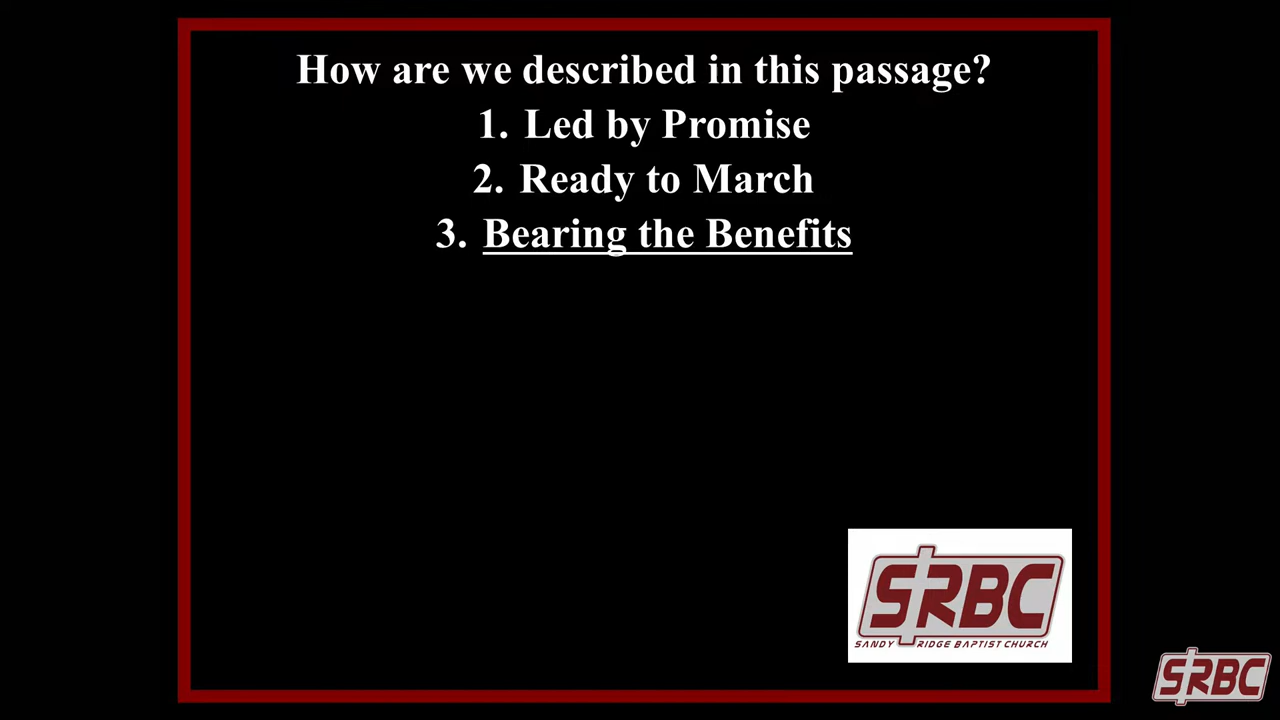 How are we described in this passage?
1. Led by Promise
2. Ready to March
3. Bearing the Benefits
SRBC
SANDY RIDGE BAPTIST CHURCH
SRBC